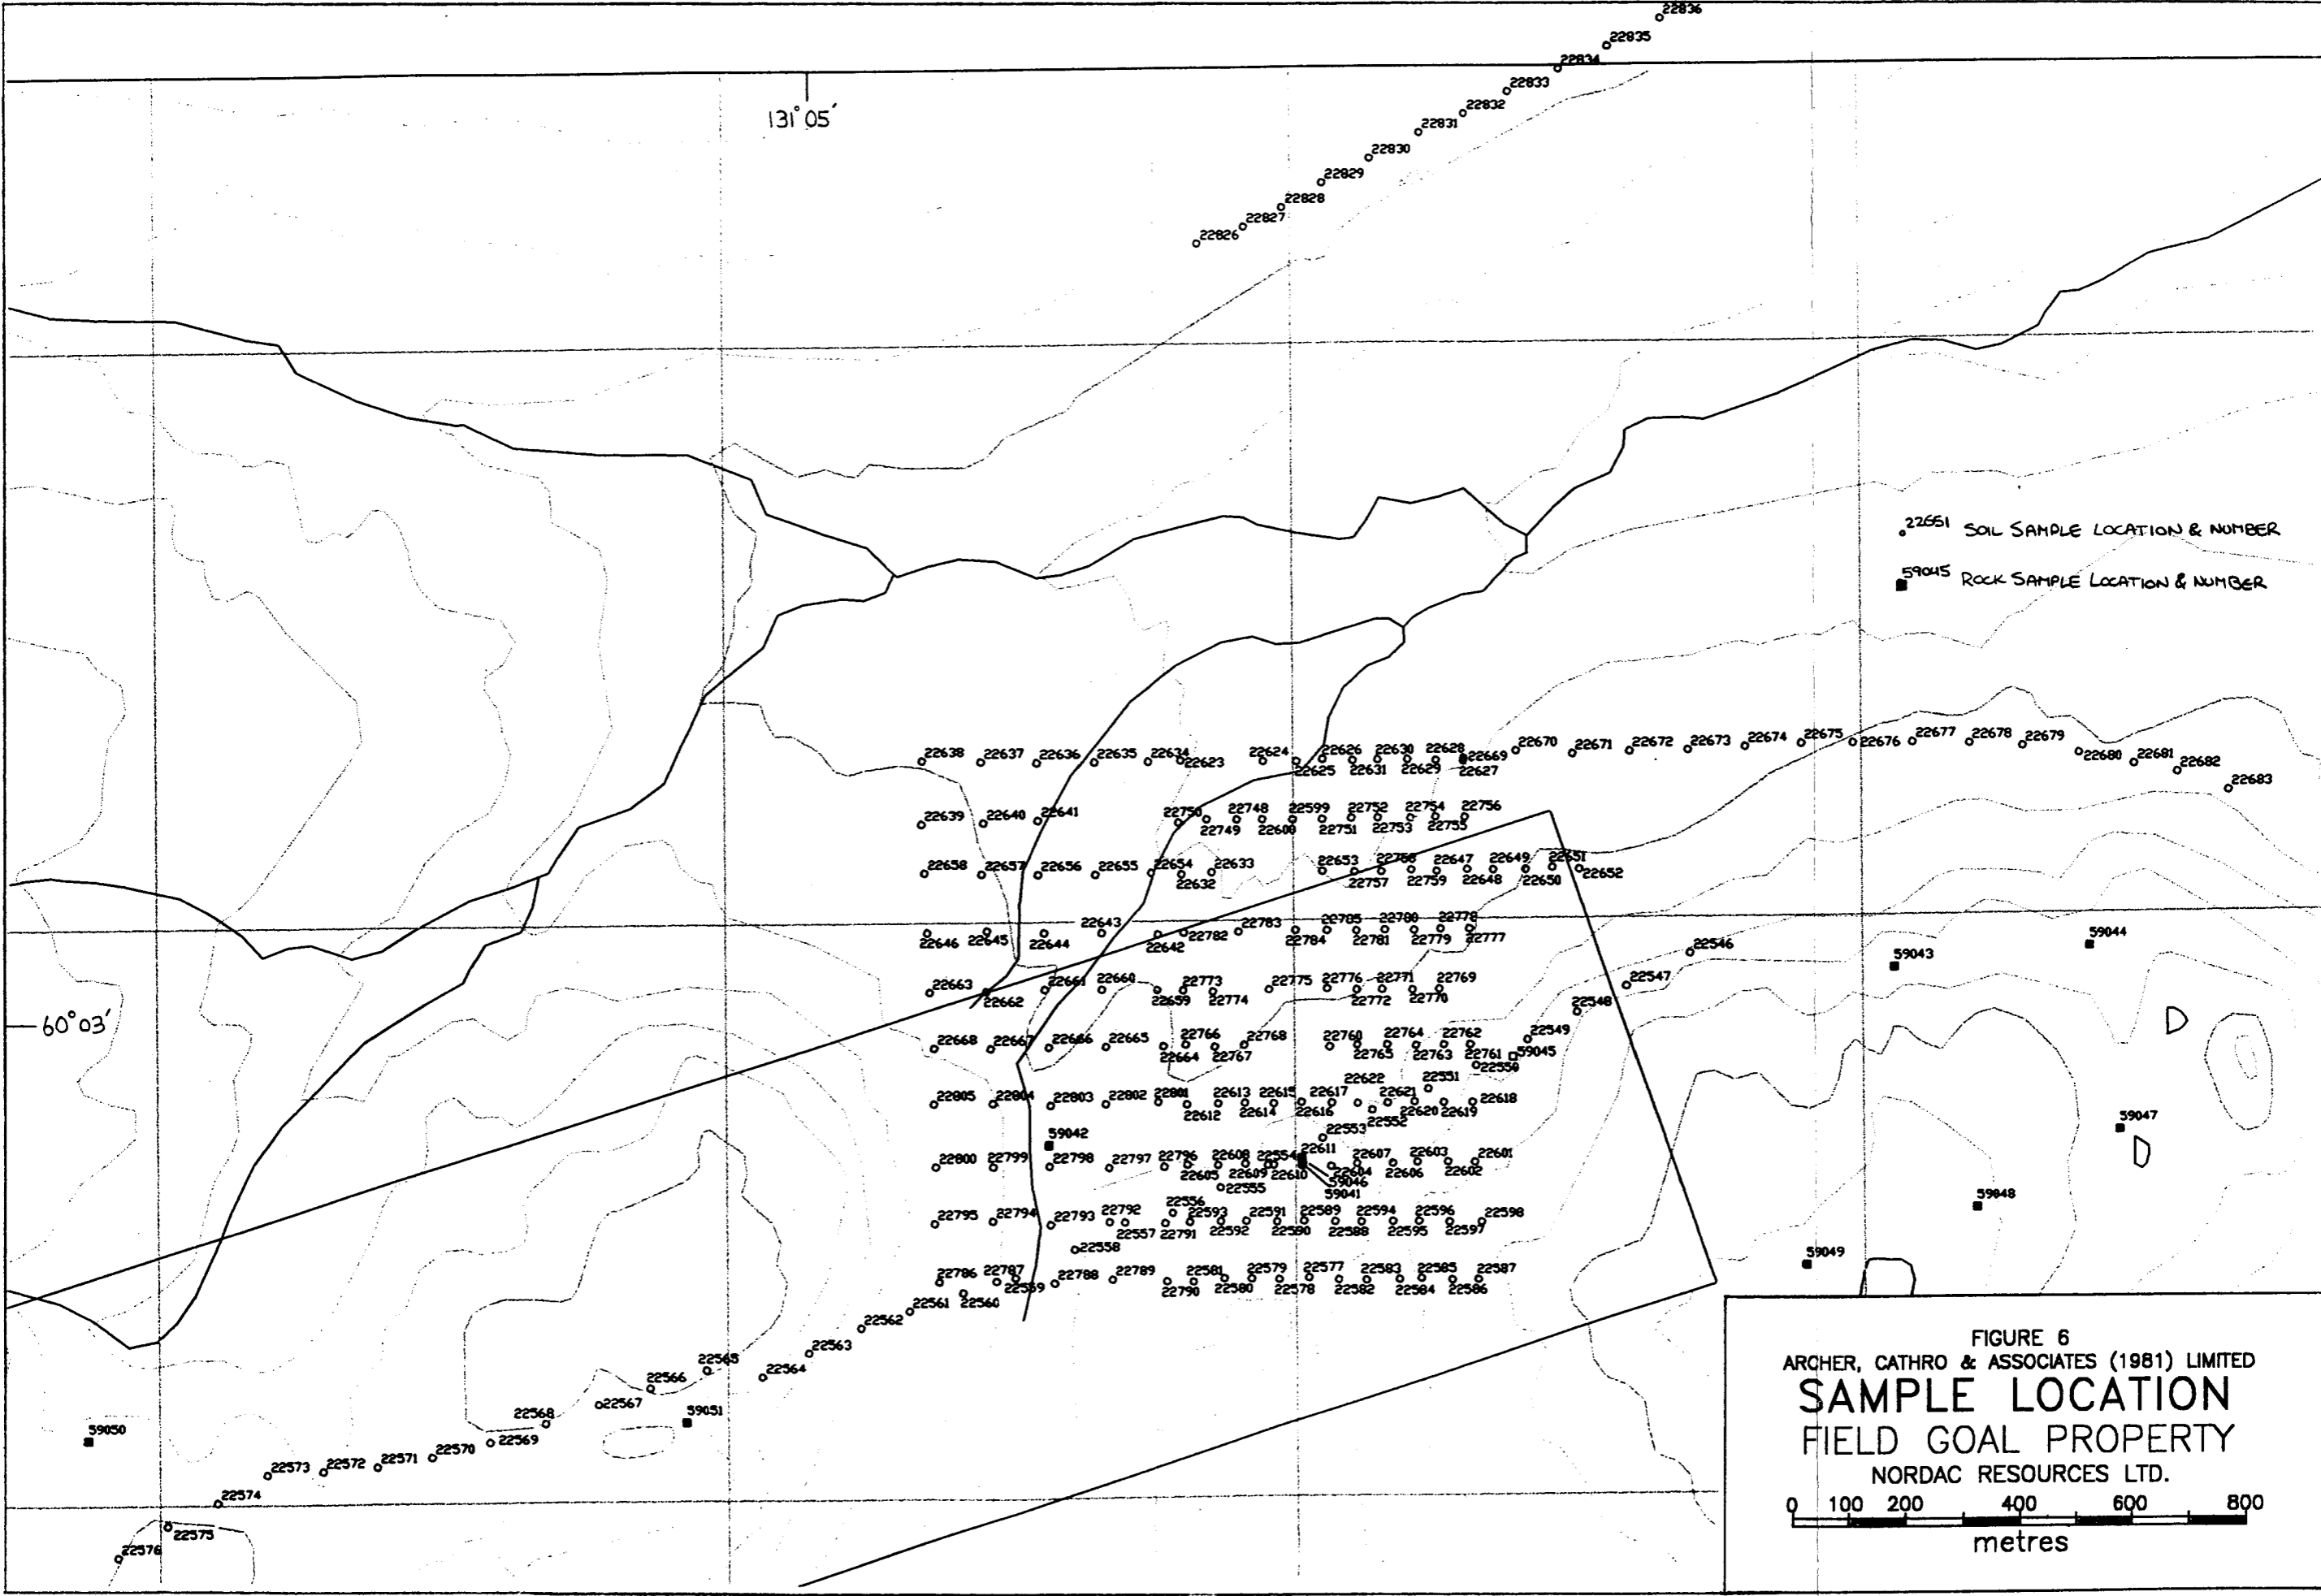 22836
22835
22834
22833
131°05′
22832
22831
22830
22829
22828
22827
22826
22651 SOIL SAMPLE LOCATION & NUMBER
59045 ROCK SAMPLE LOCATION & NUMBER
22638 22637 22636 22635 22634 22623 22624 22625 22626 22631 22630 22629 22628 22669 22627 22670 22671 22672 22673 22674 22675 22676 22677 22678 22679 22680 22681 22682 22683
22639 22640 22641 22750 22749 22748 22600 22599 22751 22752 22753 22754 22755 22756
22658 22657 22656 22655 22654 22632 22633 22653 22757 22758 22759 22647 22648 22649 22650 22651 22652
22646 22645 22644 22643 22642 22782 22783 22784 22785 22781 22780 22779 22778 22777
22546 59043 59044
22663 22662 22661 22660 22659 22773 22774 22775 22776 22772 22771 22770 22769 22547
22548
60°03′
22668 22667 22666 22665 22664 22766 22767 22768 22760 22765 22764 22763 22762 22761 22549 59045
22550
22805 22804 22803 22802 22801 22612 22613 22614 22615 22616 22617 22622 22552 22621 22620 22551 22619 22618
59047
59042 22553
22800 22799 22798 22797 22796 22605 22608 22609 22554 22610 22611 22604 22607 22606 22603 22602 22601
59046
59041
22555
59048
22795 22794 22793 22792 22557 22791 22556 22593 22592 22591 22590 22589 22588 22594 22595 22596 22597 22598
22558
59049
22786 22787 22559 22788 22789 22790 22581 22580 22579 22578 22577 22582 22583 22584 22585 22586 22587
22560
22561
22562
22563
22564
22565
22566
22567
59051
22568
22569
59050
22570
22571
22572
22573
22574
22575
22576
FIGURE 6
ARCHER, CATHRO & ASSOCIATES (1981) LIMITED
SAMPLE LOCATION
FIELD GOAL PROPERTY
NORDAC RESOURCES LTD.
0 100 200 400 600 800
metres